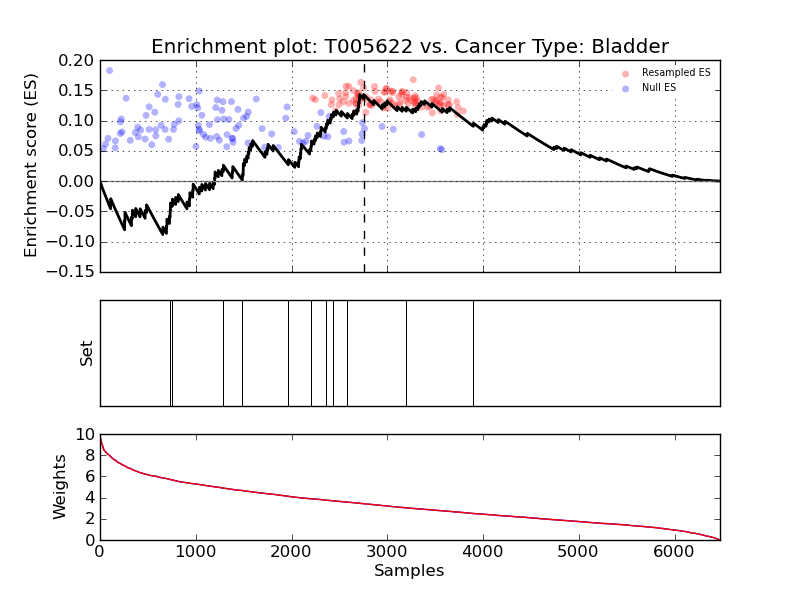 Enrichment plot: T005622 vs. Cancer Type: Bladder
Enrichment score (ES)
0.20
0.15
0.10
0.05
0.00
−0.05
−0.10
−0.15
Resampled ES
Null ES
Set
Weights
10
8
6
4
2
0
0 1000 2000 3000 4000 5000 6000
Samples